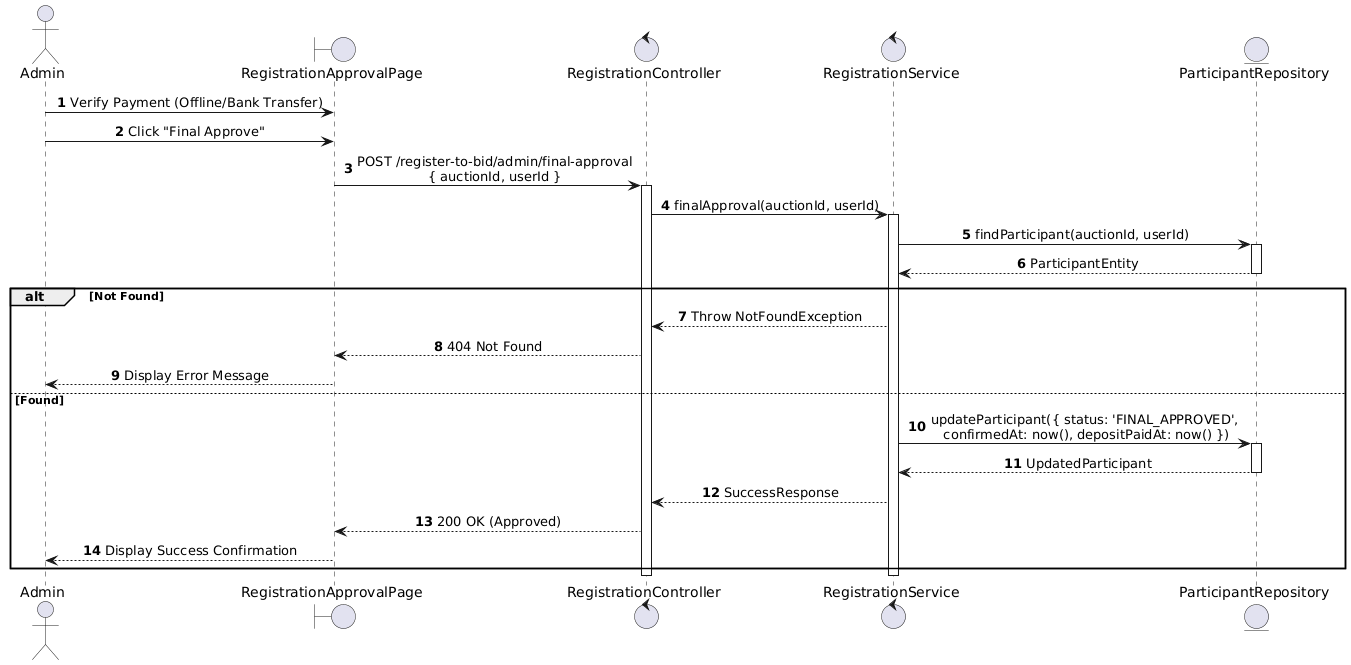 Admin
RegistrationApprovalPage
RegistrationController
RegistrationService
ParticipantRepository
1 Verify Payment (Offline/Bank Transfer)
2 Click "Final Approve"
3 POST /register-to-bid/admin/final-approval
{ auctionId, userId }
4 finalApproval(auctionId, userId)
5 findParticipant(auctionId, userId)
6 ParticipantEntity
alt [Not Found]
7 Throw NotFoundException
8 404 Not Found
9 Display Error Message
[Found]
10 updateParticipant({ status: 'FINAL_APPROVED',
confirmedAt: now(), depositPaidAt: now() })
11 UpdatedParticipant
12 SuccessResponse
13 200 OK (Approved)
14 Display Success Confirmation
Admin
RegistrationApprovalPage
RegistrationController
RegistrationService
ParticipantRepository